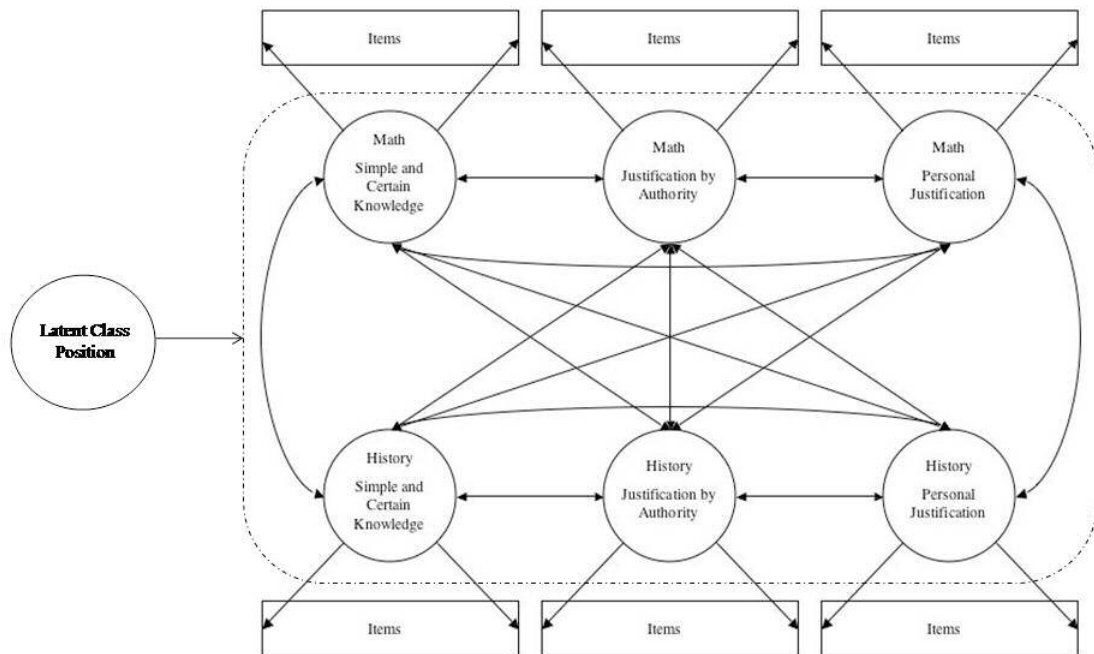 Items
Items
Items
Math
Simple and
Certain
Knowledge
Math
Justification by
Authority
Math
Personal
Justification
Latent Class
Position
History
Simple and
Certain
Knowledge
History
Justification by
Authority
History
Personal
Justification
Items
Items
Items